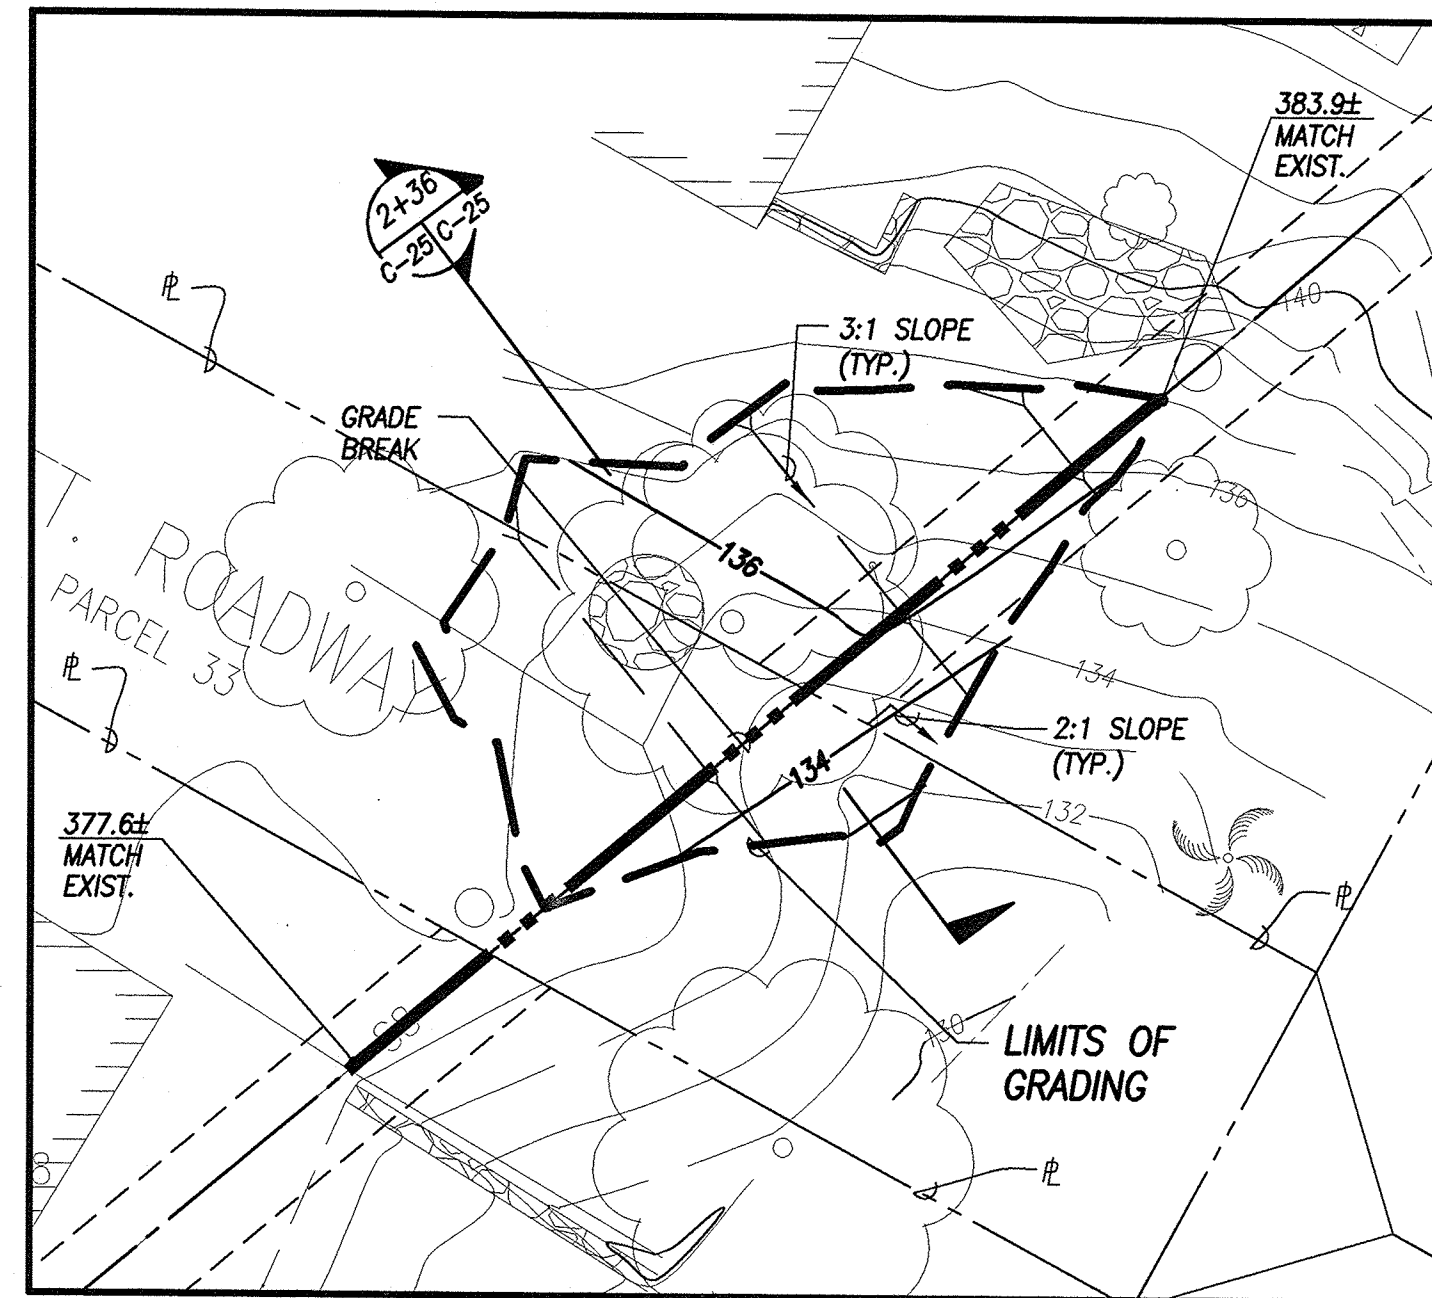 383.9±
MATCH
EXIST.
2+36
C-25
C-25
℄
140
3:1 SLOPE
(TYP.)
GRADE
BREAK
136
136
T. ROADWAY
PARCEL 33
134
℄
2:1 SLOPE
(TYP.)
134
132
377.6±
MATCH
EXIST.
℄
130
LIMITS OF
GRADING
℄